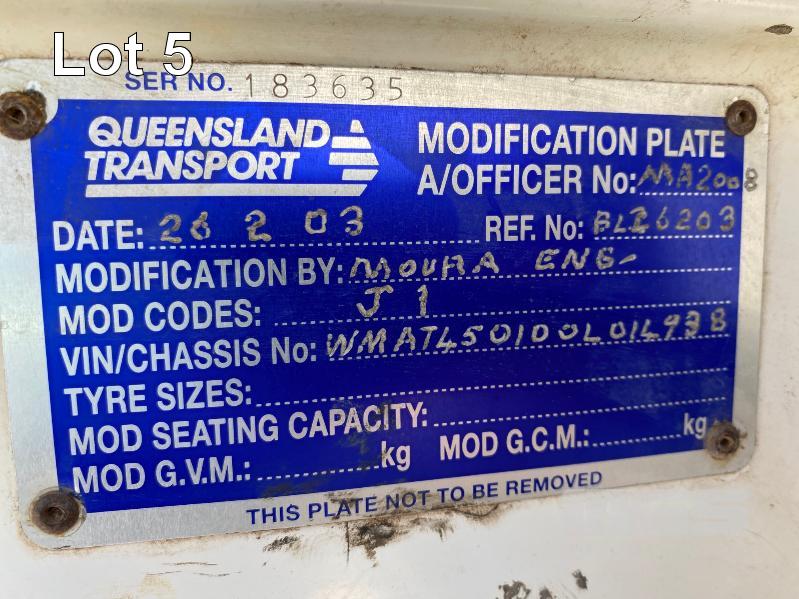 Lot 5
SER NO. 183635
QUEENSLAND TRANSPORT
MODIFICATION PLATE
A/OFFICER No: MA2008
DATE: 26 2 03 REF. No: BL26203
MODIFICATION BY: MOURA ENG-
MOD CODES: J 1
VIN/CHASSIS No: WMAT450100L014938
TYRE SIZES:
MOD SEATING CAPACITY:
MOD G.V.M.: kg MOD G.C.M.: kg
THIS PLATE NOT TO BE REMOVED